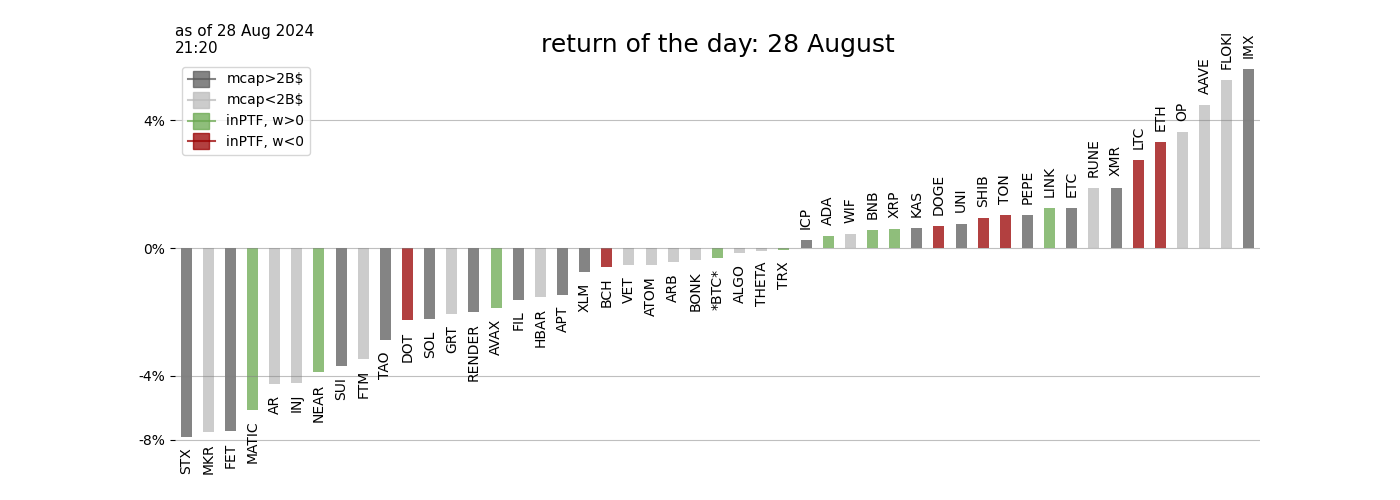 as of 28 Aug 2024
21:20
return of the day: 28 August
mcap>2B$
mcap<2B$
inPTF, w>0
inPTF, w<0
4%
0%
-4%
-8%
STX
MKR
FET
MATIC
AR
INJ
NEAR
SUI
FTM
TAO
DOT
SOL
GRT
RENDER
AVAX
FIL
HBAR
APT
XLM
BCH
VET
ATOM
ARB
BONK
*BTC*
ALGO
THETA
TRX
ICP
ADA
WIF
BNB
XRP
KAS
DOGE
UNI
SHIB
TON
PEPE
LINK
ETC
RUNE
XMR
LTC
ETH
OP
AAVE
FLOKI
IMX